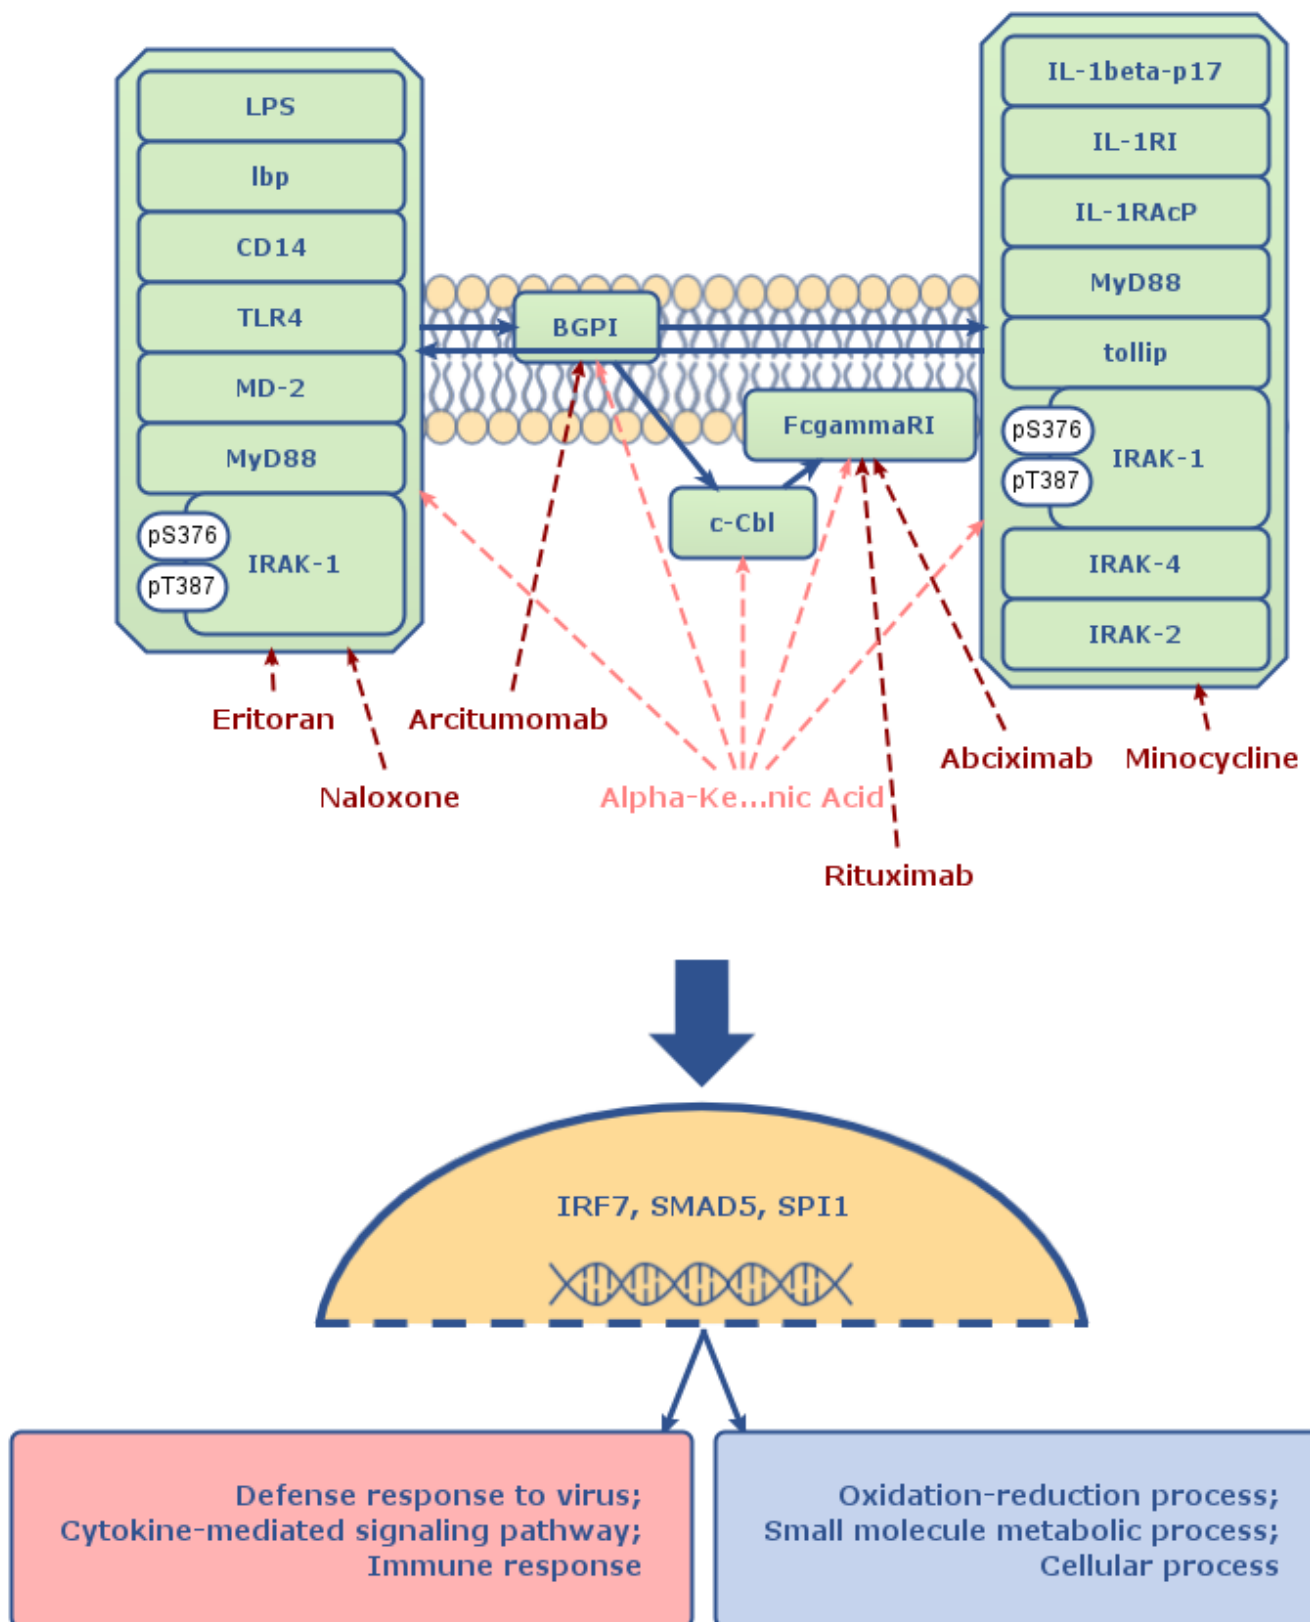 LPS
lbp
CD14
TLR4
MD-2
MyD88
pS376
pT387
IRAK-1
IL-1beta-p17
IL-1RI
IL-1RAcP
MyD88
tollip
pS376
pT387
IRAK-1
IRAK-4
IRAK-2
BGPI
FcgammaRI
c-Cbl
Eritoran
Arcitumomab
Naloxone
Alpha-Ke...nic Acid
Abciximab
Minocycline
Rituximab
IRF7, SMAD5, SPI1
Defense response to virus;
Cytokine-mediated signaling pathway;
Immune response
Oxidation-reduction process;
Small molecule metabolic process;
Cellular process